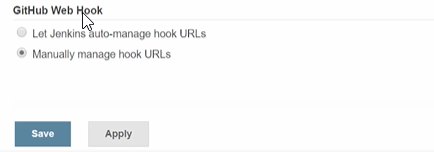 GitHub Web Hook
Let Jenkins auto-manage hook URLs
Manually manage hook URLs
Save Apply